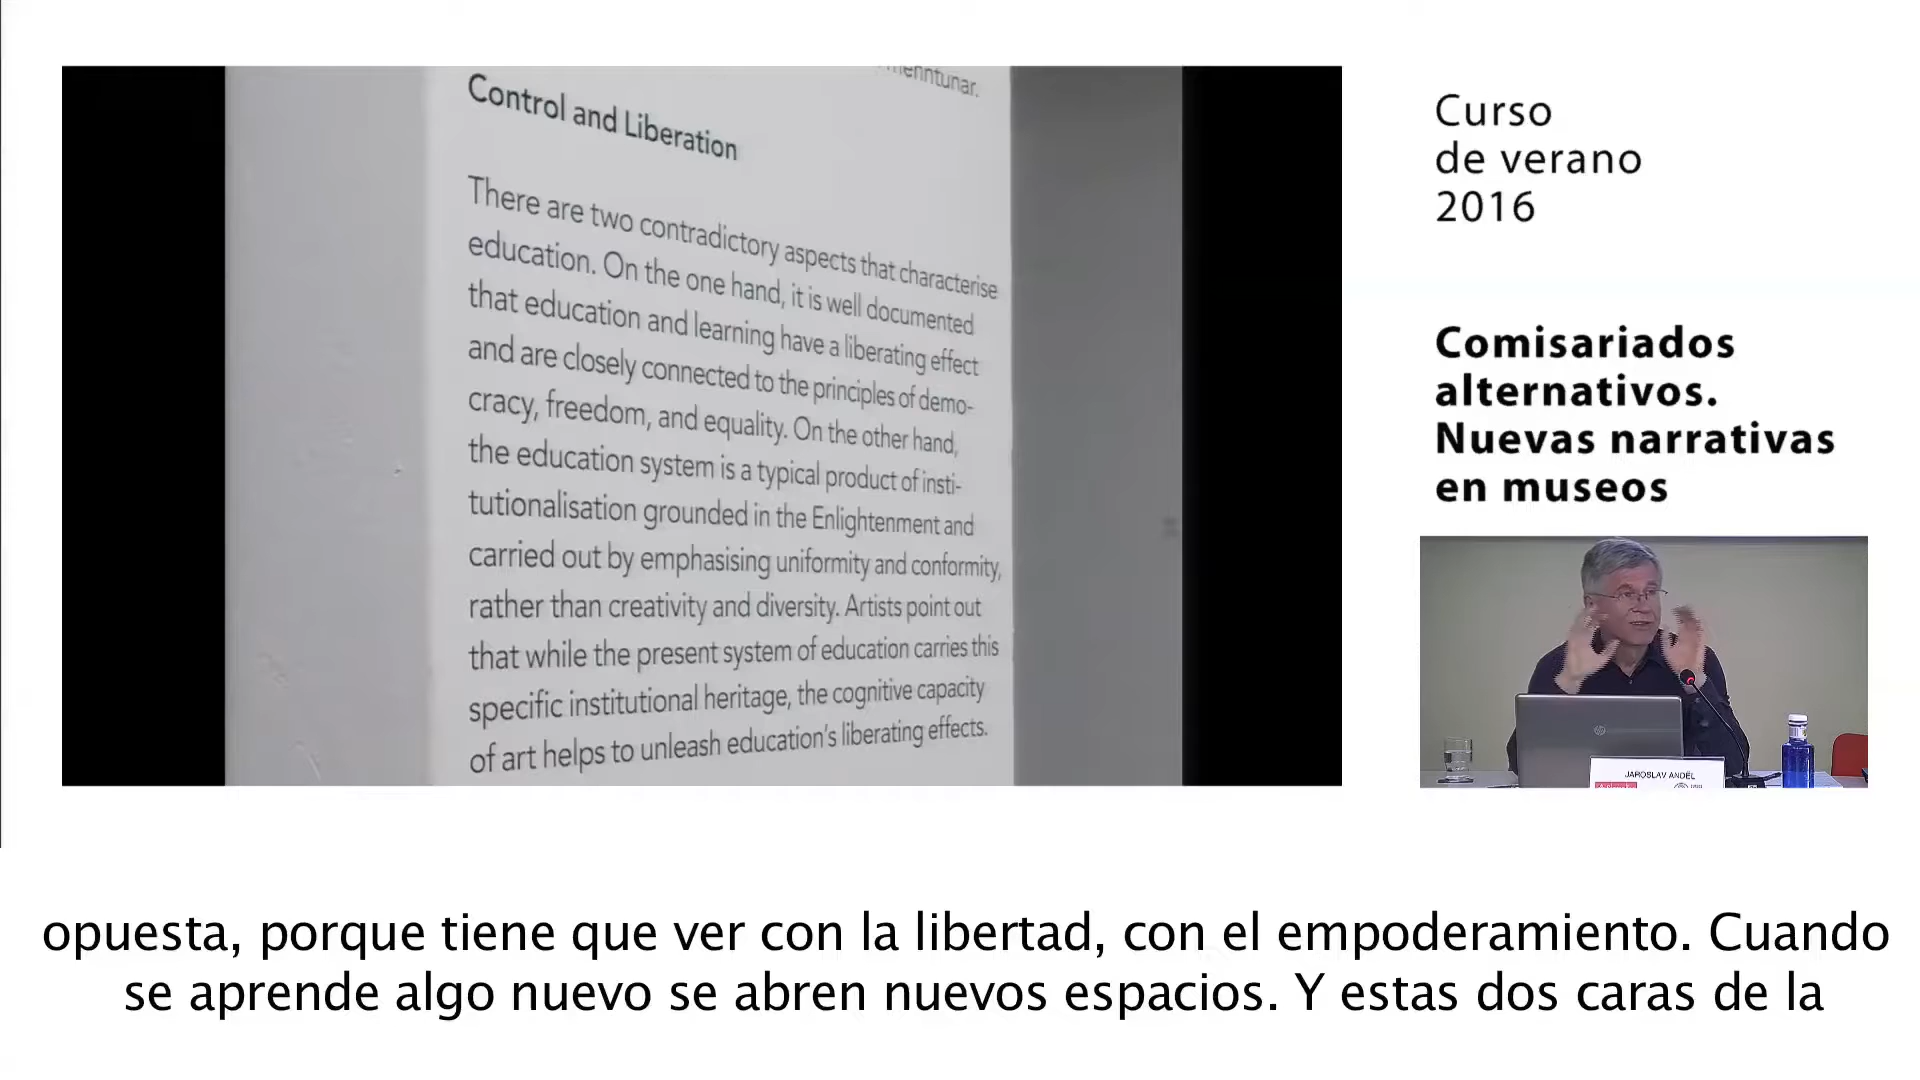 Control and Liberation
There are two contradictory aspects that characterise
education. On the one hand, it is well documented
that education and learning have a liberating effect
and are closely connected to the principles of demo-
cracy, freedom, and equality. On the other hand,
the education system is a typical product of insti-
tutionalisation grounded in the Enlightenment and
carried out by emphasising uniformity and conformity,
rather than creativity and diversity. Artists point out
that while the present system of education carries this
specific institutional heritage, the cognitive capacity
of art helps to unleash education's liberating effects.
Curso
de verano
2016
Comisariados
alternativos.
Nuevas narrativas
en museos
hp
JAROSLAV ANDĚL
opuesta, porque tiene que ver con la libertad, con el empoderamiento. Cuando
se aprende algo nuevo se abren nuevos espacios. Y estas dos caras de la